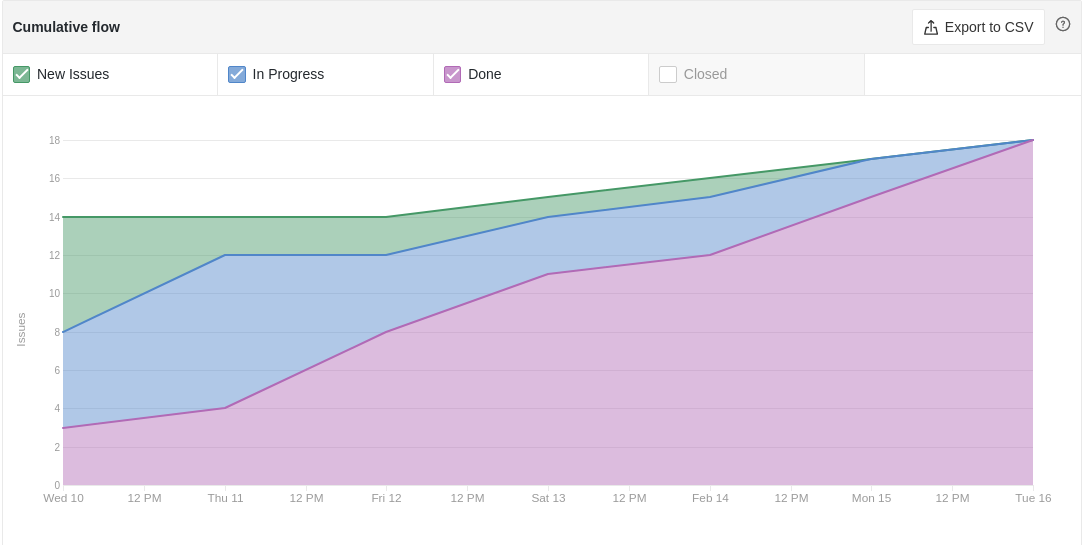 Cumulative flow
Export to CSV
New Issues
In Progress
Done
Closed
18
16
14
12
10
8
6
4
2
0
Issues
Wed 10 12 PM Thu 11 12 PM Fri 12 12 PM Sat 13 12 PM Feb 14 12 PM Mon 15 12 PM Tue 16